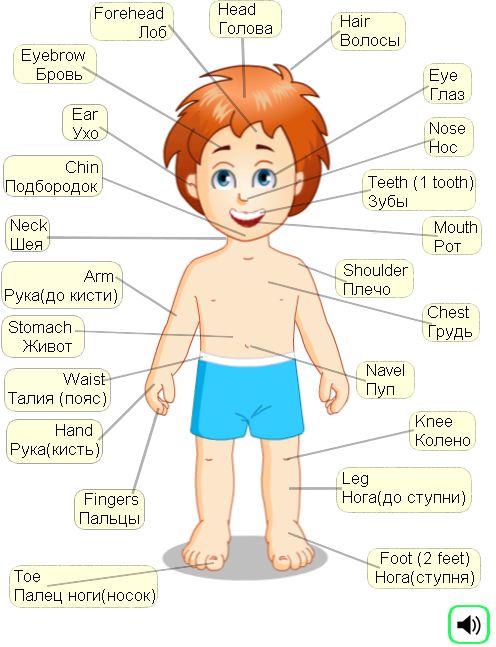 Forehead
Лоб
Head
Голова
Hair
Волосы
Eyebrow
Бровь
Eye
Глаз
Ear
Ухо
Nose
Нос
Chin
Подбородок
Teeth (1 tooth)
Зубы
Neck
Шея
Mouth
Рот
Arm
Рука(до кисти)
Shoulder
Плечо
Stomach
Живот
Chest
Грудь
Waist
Талия (пояс)
Navel
Пуп
Hand
Рука(кисть)
Knee
Колено
Leg
Нога(до ступни)
Fingers
Пальцы
Foot (2 feet)
Нога(ступня)
Toe
Палец ноги(носок)